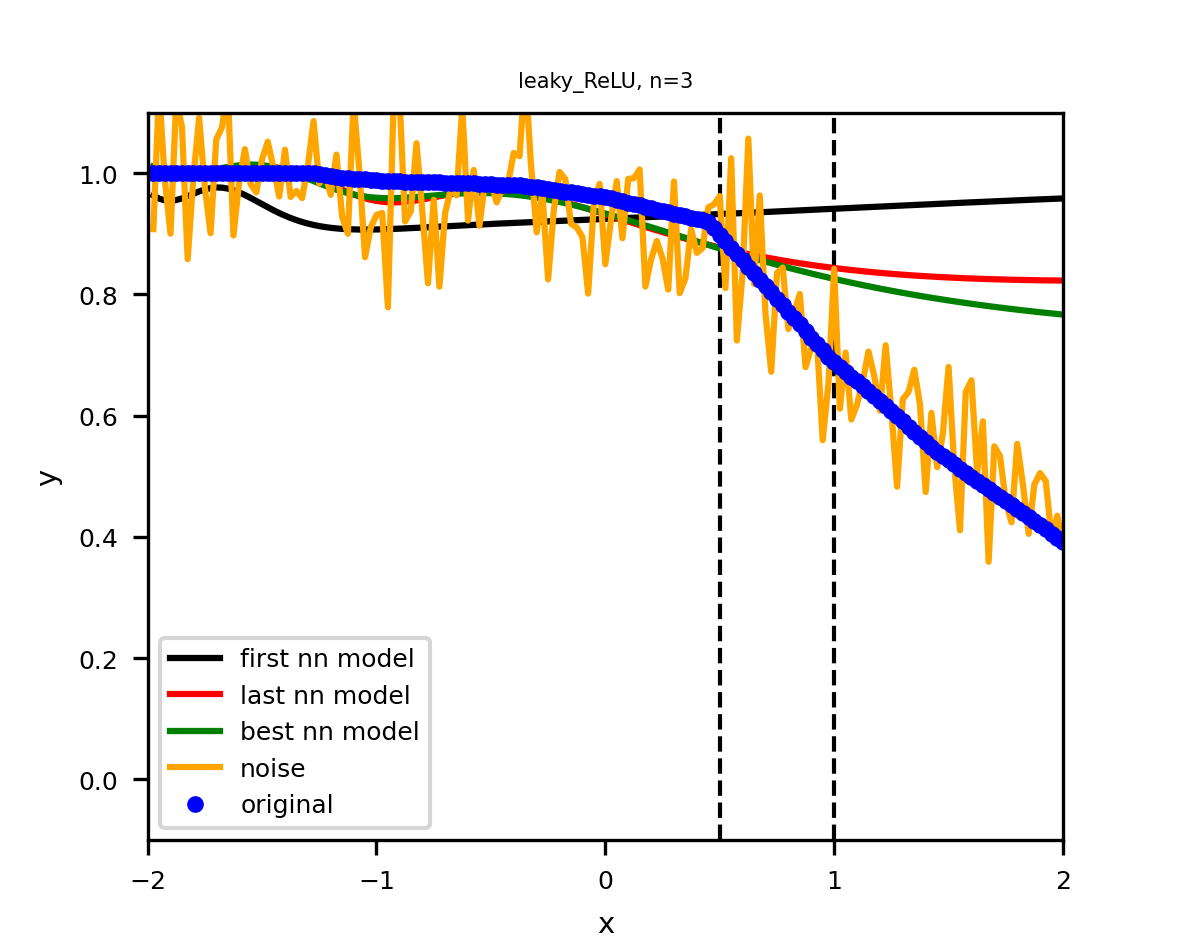 leaky_ReLU, n=3
1.0
0.8
0.6
0.4
0.2
0.0
y
first nn model
last nn model
best nn model
noise
original
−2
−1
0
1
2
x